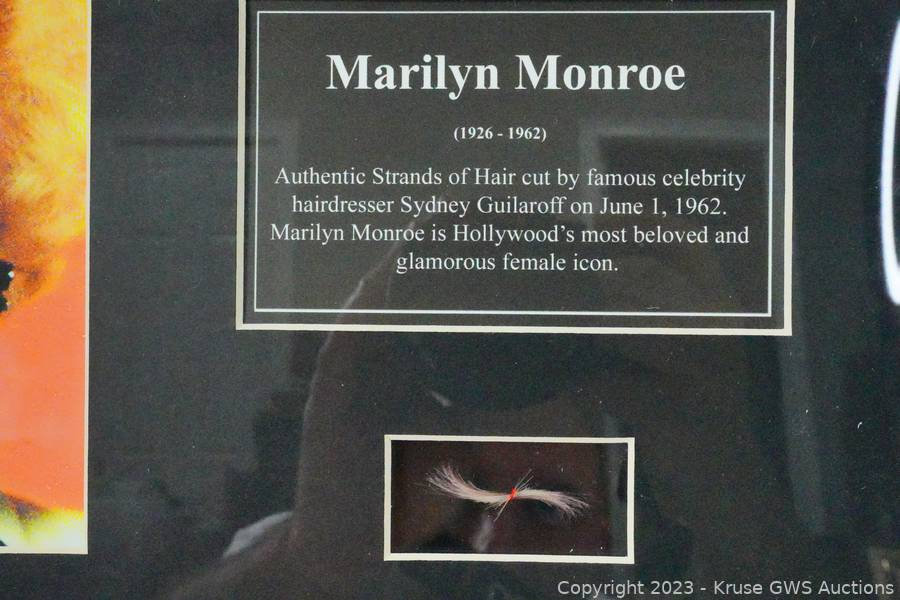 Marilyn Monroe
(1926 - 1962)
Authentic Strands of Hair cut by famous celebrity
hairdresser Sydney Guilaroff on June 1, 1962.
Marilyn Monroe is Hollywood's most beloved and
glamorous female icon.
Copyright 2023 - Kruse GWS Auctions